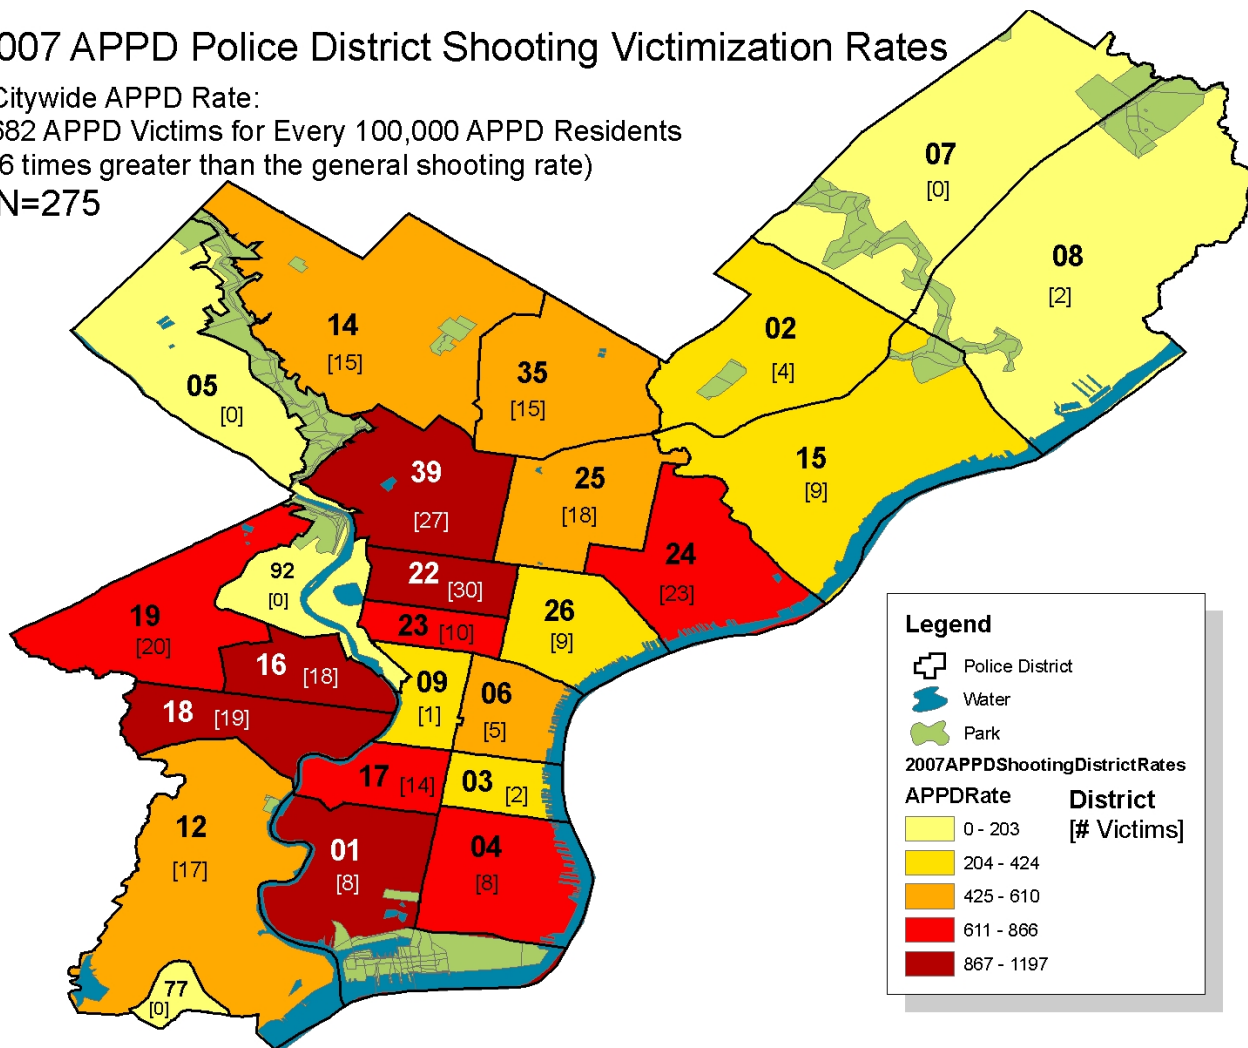 007 APPD Police District Shooting Victimization Rates
Citywide APPD Rate:
682 APPD Victims for Every 100,000 APPD Residents
(6 times greater than the general shooting rate)
N=275
07
[0]
08
[2]
02
[4]
14
[15]
35
[15]
05
[0]
15
[9]
39
[27]
25
[18]
24
[23]
22 [30]
92
[0]
19
[20]
23 [10]
26
[9]
16 [18]
09
[1]
06
[5]
18 [19]
17 [14]
03 [2]
12
[17]
01
[8]
04
[8]
77
[0]
Legend
Police District
Water
Park
2007APPDShootingDistrictRates
APPDRate
District
[# Victims]
0 - 203
204 - 424
425 - 610
611 - 866
867 - 1197